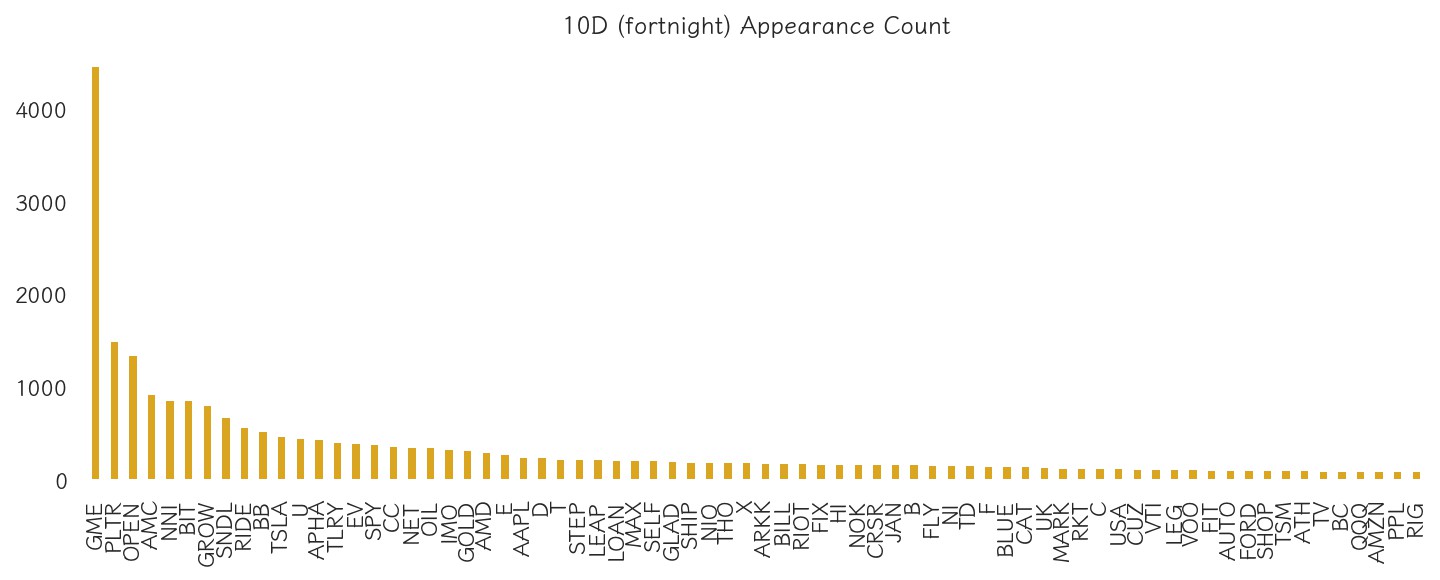 10D (fortnight) Appearance Count
4000
3000
2000
1000
0
GME
PLTR
OPEN
AMC
NNI
BIT
GROW
SNDL
RIDE
BB
TSLA
U
APHA
TLRY
EV
SPY
CC
NET
OIL
IMO
GOLD
AMD
E
AAPL
D
T
STEP
LEAP
LOAN
MAX
SELF
GLAD
SHIP
NIO
THO
X
ARKK
BILL
RIOT
FIX
HI
NOK
CRSR
JAN
B
FLY
NI
TD
F
BLUE
CAT
UK
MARK
RKT
C
USA
CUZ
VTI
LEG
VOO
FIT
AUTO
FORD
SHOP
TSM
ATH
TV
BC
QQQ
AMZN
PPL
RIG